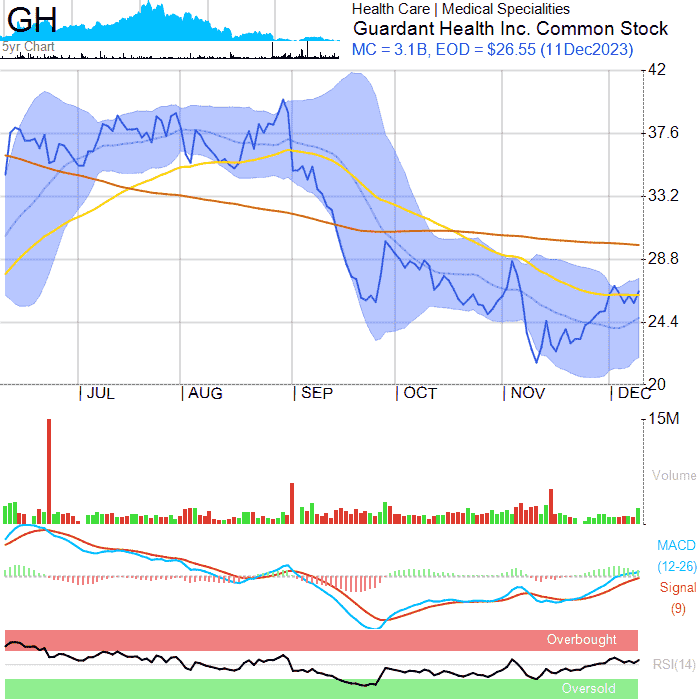 GH
5yr Chart
Health Care | Medical Specialities
Guardant Health Inc. Common Stock
MC = 3.1B, EOD = $26.55 (11Dec2023)
42
37.6
33.2
28.8
24.4
20
JUL AUG SEP OCT NOV DEC
15M
Volume
MACD
(12-26)
Signal
(9)
Overbought
RSI(14)
Oversold